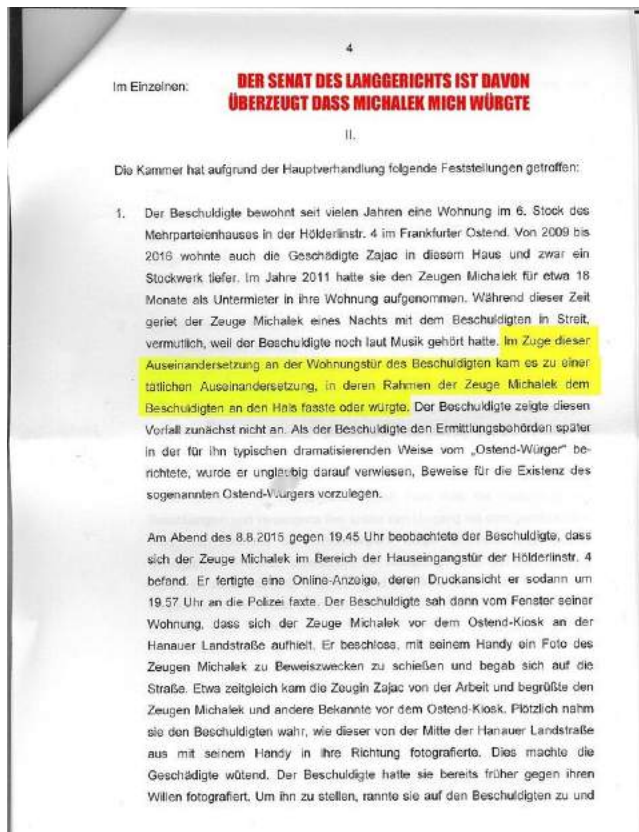 4
Im Einzelnen:
DER SENAT DES LANGGERICHTS IST DAVON
ÜBERZEUGT DASS MICHALEK MICH WÜRGTE
II.
Die Kammer hat aufgrund der Hauptverhandlung folgende Feststellungen getroffen:
1. Der Beschuldigte bewohnt seit vielen Jahren eine Wohnung im 6. Stock des
Mehrparteienhauses in der Hölderlinstr. 4 im Frankfurter Ostend. Von 2009 bis
2016 wohnte auch die Geschädigte Zajac in diesem Haus und zwar ein
Stockwerk tiefer. Im Jahre 2011 hatte sie den Zeugen Michalek für etwa 18
Monate als Untermieter in ihre Wohnung aufgenommen. Während dieser Zeit
geriet der Zeuge Michalek eines Nachts mit dem Beschuldigten in Streit,
vermutlich, weil der Beschuldigte noch laut Musik gehört hatte. Im Zuge dieser
Auseinandersetzung an der Wohnungstür des Beschuldigten kam es zu einer
tätlichen Auseinandersetzung, in deren Rahmen der Zeuge Michalek dem
Beschuldigten an den Hals fasste oder würgte. Der Beschuldigte zeigte diesen
Vorfall zunächst nicht an. Als der Beschuldigte den Ermittlungsbehörden später
in der für ihn typischen dramatisierenden Weise vom „Ostend-Würger" be-
richtete, wurde er ungläubig darauf verwiesen, Beweise für die Existenz des
sogenannten Ostend-Würgers vorzulegen.
Am Abend des 8.8.2015 gegen 19.45 Uhr beobachtete der Beschuldigte, dass
sich der Zeuge Michalek im Bereich der Hauseingangstür der Hölderlinstr. 4
befand. Er fertigte eine Online-Anzeige, deren Druckansicht er sodann um
19.57 Uhr an die Polizei faxte. Der Beschuldigte sah dann vom Fenster seiner
Wohnung, dass sich der Zeuge Michalek vor dem Ostend-Kiosk an der
Hanauer Landstraße aufhielt. Er beschloss, mit seinem Handy ein Foto des
Zeugen Michalek zu Beweiszwecken zu schießen und begab sich auf die
Straße. Etwa zeitgleich kam die Zeugin Zajac von der Arbeit und begrüßte den
Zeugen Michalek und andere Bekannte vor dem Ostend-Kiosk. Plötzlich nahm
sie den Beschuldigten wahr, wie dieser von der Mitte der Hanauer Landstraße
aus mit seinem Handy in ihre Richtung fotografierte. Dies machte die
Geschädigte wütend. Der Beschuldigte hatte sie bereits früher gegen ihren
Willen fotografiert. Um ihn zu stellen, rannte sie auf den Beschuldigten zu und